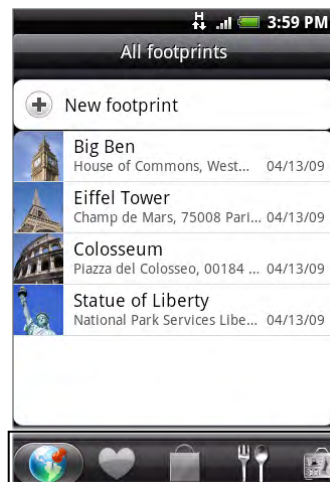 H
3:59 PM
All footprints
New footprint
Big Ben
House of Commons, West... 04/13/09
Eiffel Tower
Champ de Mars, 75008 Pari... 04/13/09
Colosseum
Piazza del Colosseo, 00184 ... 04/13/09
Statue of Liberty
National Park Services Libe... 04/13/09